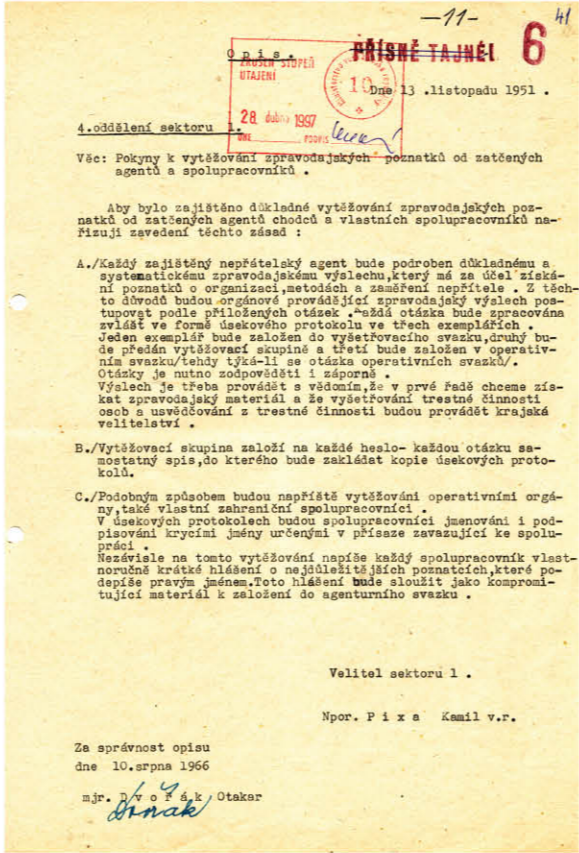 -11-
41
6
O p i s .
PŘÍSNĚ TAJNÉ!
ZRUŠEN STUPEŇ
UTAJENÍ
10
Dne 13 .listopadu 1951 .
28. dubna 1997
DNE PODPIS
4.oddělení sektoru 1.
Věc: Pokyny k vytěžování zpravodajských poznatků od zatčených
agentů a spolupracovníků .
Aby bylo zajištěno důkladné vytěžování zpravodajských poz-
natků od zatčených agentů chodců a vlastních spolupracovníků na-
řizuji zavedení těchto zásad :
A./Každý zajištěný nepřátelský agent bude podroben důkladnému a
systematickému zpravodajskému výslechu,který má za účel získá-
ní poznatků o organizaci,metodách a zaměření nepřítele . Z těch-
to důvodů budou orgánové provádějící zpravodajský výslech pos-
tupovat podle přiložených otázek .Každá otázka bude zpracována
zvlášť ve formě úsekového protokolu ve třech exemplářích .
Jeden exemplář bude založen do vyšetřovacího svazku,druhý bu-
de předán vytěžovací skupině a třetí bude založen v operativ-
ním svazku/tehdy týká-li se otázka operativních svazků/.
Otázky je nutno zodpověděti i záporně .
Výslech je třeba provádět s vědomím,že v prvé řadě chceme zís-
kat zpravodajský materiál a že vyšetřování trestné činnosti
osob a usvědčování z trestné činnosti budou provádět krajská
velitelství .
B./Vytěžovací skupina založí na každé heslo- každou otázku sa-
mostatný spis,do kterého bude zakládat kopie úsekových proto-
kolů.
C./Podobným způsobem budou napříště vytěžováni operativními orgá-
ny,také vlastní zahraniční spolupracovníci .
V úsekových protokolech budou spolupracovníci jmenováni i pod-
pisováni krycími jmény určenými v přísaze zavazující ke spolu-
práci .
Nezávisle na tomto vytěžování napíše každý spolupracovník vlast-
noručně krátké hlášení o nejdůležitějších poznatcích,které po-
depíše pravým jménem.Toto hlášení bude sloužit jako kompromi-
tující materiál k založení do agenturního svazku .
Velitel sektoru 1 .
Npor. P i x a Kamil v.r.
Za správnost opisu
dne 10.srpna 1966
mjr. D v o ř á k Otakar
Dvořák